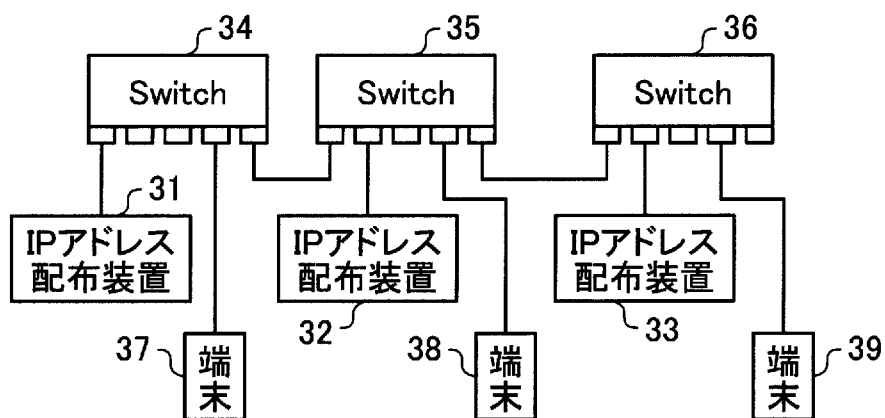 34
35
36
Switch
Switch
Switch
31
IPアドレス
配布装置
IPアドレス
配布装置
IPアドレス
配布装置
32
33
37
端
末
38
端
末
39
端
末